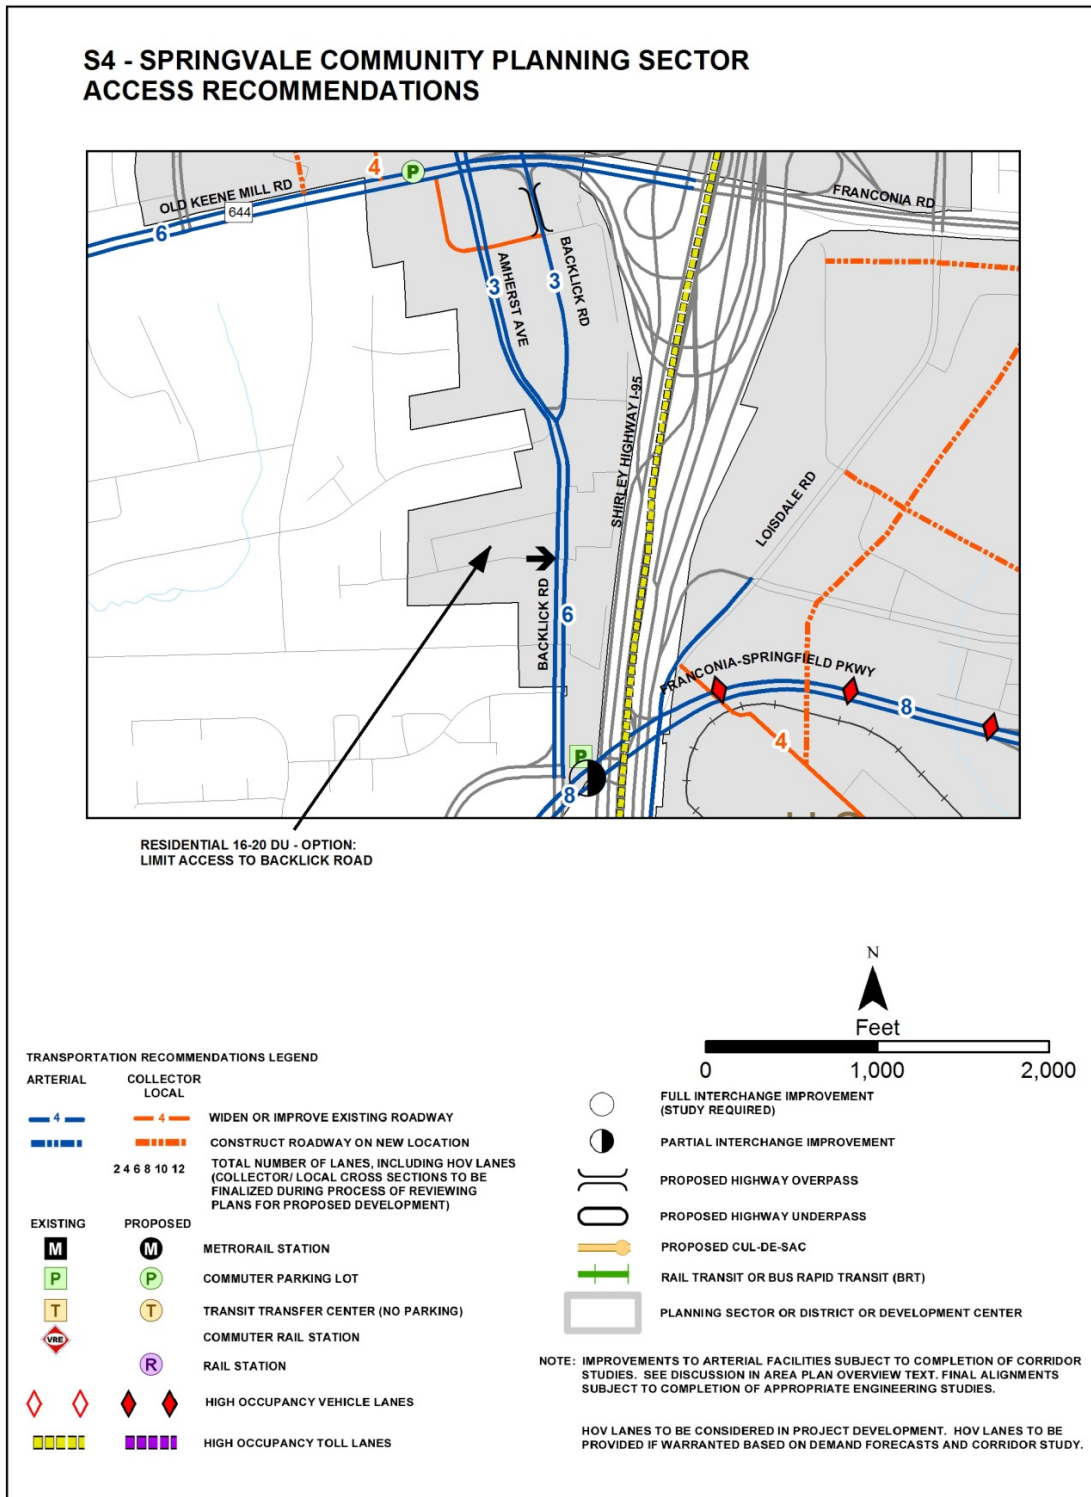 S4 - SPRINGVALE COMMUNITY PLANNING SECTOR
ACCESS RECOMMENDATIONS
OLD KEENE MILL RD
644
6
4
P
FRANCONIA RD
AMHERST AVE
3
3
BACKLICK RD
SHIRLEY HIGHWAY I-95
LOISDALE RD
BACKLICK RD
6
FRANCONIA-SPRINGFIELD PKWY
8
4
P
8
RESIDENTIAL 16-20 DU - OPTION:
LIMIT ACCESS TO BACKLICK ROAD
N
Feet
0 1,000 2,000
TRANSPORTATION RECOMMENDATIONS LEGEND
ARTERIAL COLLECTOR
LOCAL
4 4 WIDEN OR IMPROVE EXISTING ROADWAY
CONSTRUCT ROADWAY ON NEW LOCATION
2 4 6 8 10 12 TOTAL NUMBER OF LANES, INCLUDING HOV LANES
(COLLECTOR/ LOCAL CROSS SECTIONS TO BE
FINALIZED DURING PROCESS OF REVIEWING
PLANS FOR PROPOSED DEVELOPMENT)
EXISTING PROPOSED
M M METRORAIL STATION
P P COMMUTER PARKING LOT
T T TRANSIT TRANSFER CENTER (NO PARKING)
VRE COMMUTER RAIL STATION
R RAIL STATION
HIGH OCCUPANCY VEHICLE LANES
HIGH OCCUPANCY TOLL LANES
FULL INTERCHANGE IMPROVEMENT
(STUDY REQUIRED)
PARTIAL INTERCHANGE IMPROVEMENT
PROPOSED HIGHWAY OVERPASS
PROPOSED HIGHWAY UNDERPASS
PROPOSED CUL-DE-SAC
RAIL TRANSIT OR BUS RAPID TRANSIT (BRT)
PLANNING SECTOR OR DISTRICT OR DEVELOPMENT CENTER
NOTE: IMPROVEMENTS TO ARTERIAL FACILITIES SUBJECT TO COMPLETION OF CORRIDOR
STUDIES. SEE DISCUSSION IN AREA PLAN OVERVIEW TEXT. FINAL ALIGNMENTS
SUBJECT TO COMPLETION OF APPROPRIATE ENGINEERING STUDIES.
HOV LANES TO BE CONSIDERED IN PROJECT DEVELOPMENT. HOV LANES TO BE
PROVIDED IF WARRANTED BASED ON DEMAND FORECASTS AND CORRIDOR STUDY.